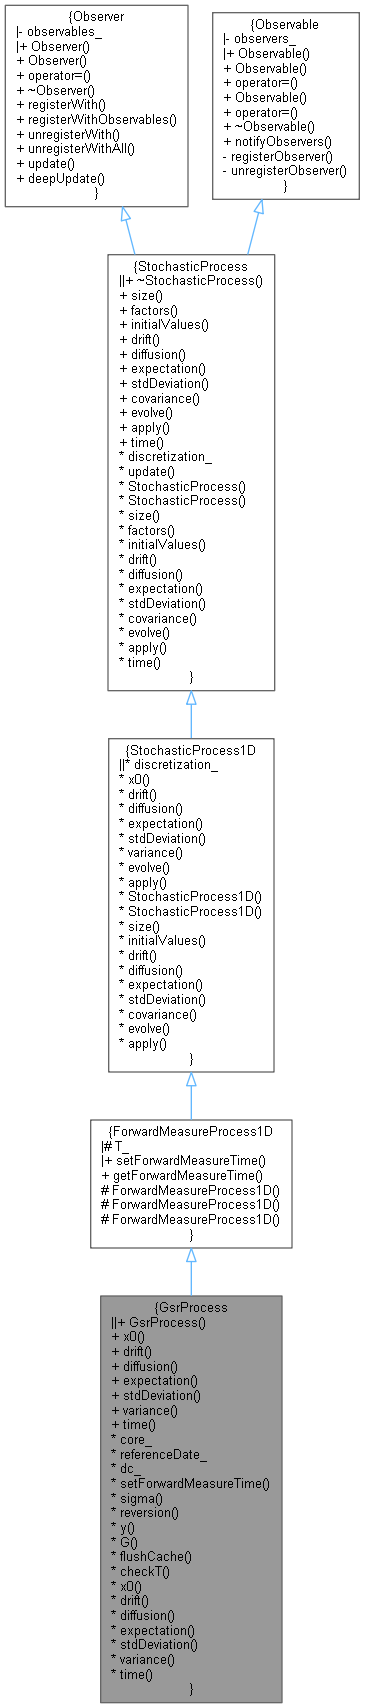 {Observer
|- observables_
|+ Observer()
+ Observer()
+ operator=()
+ ~Observer()
+ registerWith()
+ registerWithObservables()
+ unregisterWith()
+ unregisterWithAll()
+ update()
+ deepUpdate()
}
{Observable
|- observers_
|+ Observable()
+ Observable()
+ operator=()
+ Observable()
+ operator=()
+ ~Observable()
+ notifyObservers()
- registerObserver()
- unregisterObserver()
}
{StochasticProcess
||+ ~StochasticProcess()
+ size()
+ factors()
+ initialValues()
+ drift()
+ diffusion()
+ expectation()
+ stdDeviation()
+ covariance()
+ evolve()
+ apply()
+ time()
* discretization_
* update()
* StochasticProcess()
* StochasticProcess()
* size()
* factors()
* initialValues()
* drift()
* diffusion()
* expectation()
* stdDeviation()
* covariance()
* evolve()
* apply()
* time()
}
{StochasticProcess1D
||* discretization_
* x0()
* drift()
* diffusion()
* expectation()
* stdDeviation()
* variance()
* evolve()
* apply()
* StochasticProcess1D()
* StochasticProcess1D()
* size()
* initialValues()
* drift()
* diffusion()
* expectation()
* stdDeviation()
* covariance()
* evolve()
* apply()
}
{ForwardMeasureProcess1D
|# T_
|+ setForwardMeasureTime()
+ getForwardMeasureTime()
# ForwardMeasureProcess1D()
# ForwardMeasureProcess1D()
# ForwardMeasureProcess1D()
}
{GsrProcess
||+ GsrProcess()
+ x0()
+ drift()
+ diffusion()
+ expectation()
+ stdDeviation()
+ variance()
+ time()
* core_
* referenceDate_
* dc_
* setForwardMeasureTime()
* sigma()
* reversion()
* y()
* G()
* flushCache()
* checkT()
* x0()
* drift()
* diffusion()
* expectation()
* stdDeviation()
* variance()
* time()
}